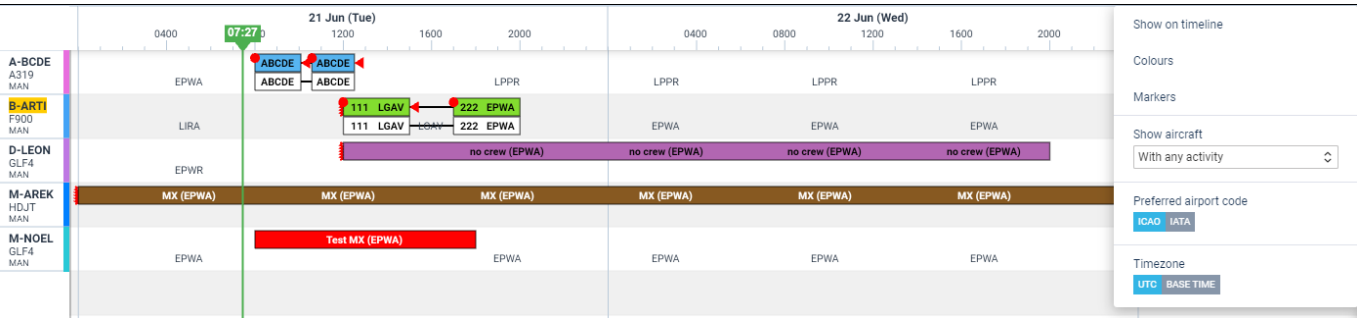 21 Jun (Tue) 22 Jun (Wed) Show on timeline
0400 07:27 00 1200 1600 2000 0400 0800 1200 1600 2000
Colours
A-BCDE ABCDE ABCDE
A319
MAN EPWA ABCDE ABCDE LPPR LPPR LPPR LPPR
Markers
B-ARTI 111 LGAV 222 EPWA
F900
MAN LIRA 111 LGAV LGAV 222 EPWA EPWA EPWA EPWA
Show aircraft
D-LEON no crew (EPWA) no crew (EPWA) no crew (EPWA) no crew (EPWA)
GLF4 With any activity
MAN EPWR
M-AREK MX (EPWA) MX (EPWA) MX (EPWA) MX (EPWA) MX (EPWA) MX (EPWA)
HDJT Preferred airport code
MAN
ICAO IATA
M-NOEL Test MX (EPWA)
GLF4
MAN EPWA EPWA EPWA EPWA EPWA
Timezone
UTC BASE TIME